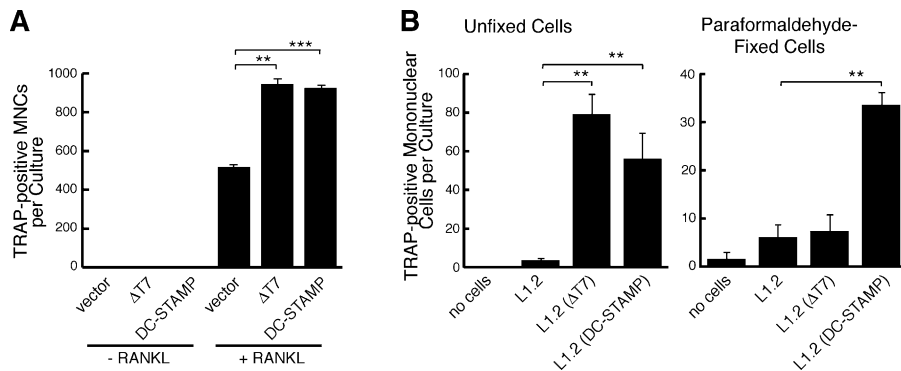 A
TRAP-positive MNCs
per Culture
1000
800
600
400
200
0
**
***
vector
ΔT7
DC-STAMP
vector
ΔT7
DC-STAMP
- RANKL
+ RANKL
B
Unfixed Cells
TRAP-positive Mononuclear
Cells per Culture
100
80
60
40
20
0
**
**
no cells
L1.2
L1.2 (ΔT7)
L1.2 (DC-STAMP)
Paraformaldehyde-
Fixed Cells
40
30
20
10
0
**
no cells
L1.2
L1.2 (ΔT7)
L1.2 (DC-STAMP)